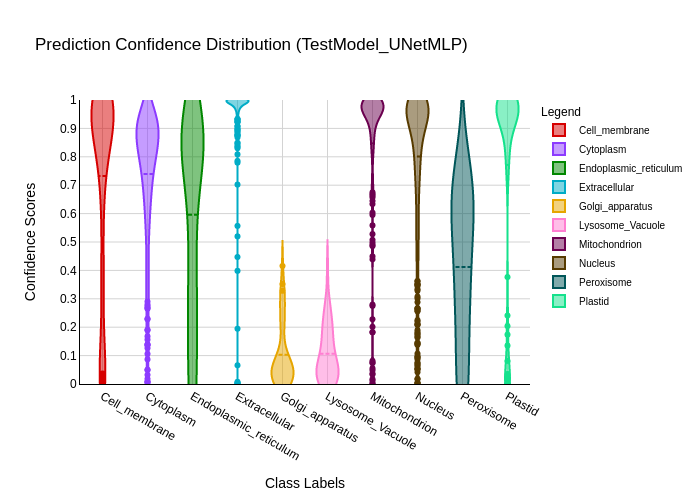 Prediction Confidence Distribution (TestModel_UNetMLP)
Legend
Cell_membrane
Cytoplasm
Endoplasmic_reticulum
Extracellular
Golgi_apparatus
Lysosome_Vacuole
Mitochondrion
Nucleus
Peroxisome
Plastid
Confidence Scores
1
0.9
0.8
0.7
0.6
0.5
0.4
0.3
0.2
0.1
0
Cell_membrane
Cytoplasm
Endoplasmic_reticulum
Extracellular
Golgi_apparatus
Lysosome_Vacuole
Mitochondrion
Nucleus
Peroxisome
Plastid
Class Labels